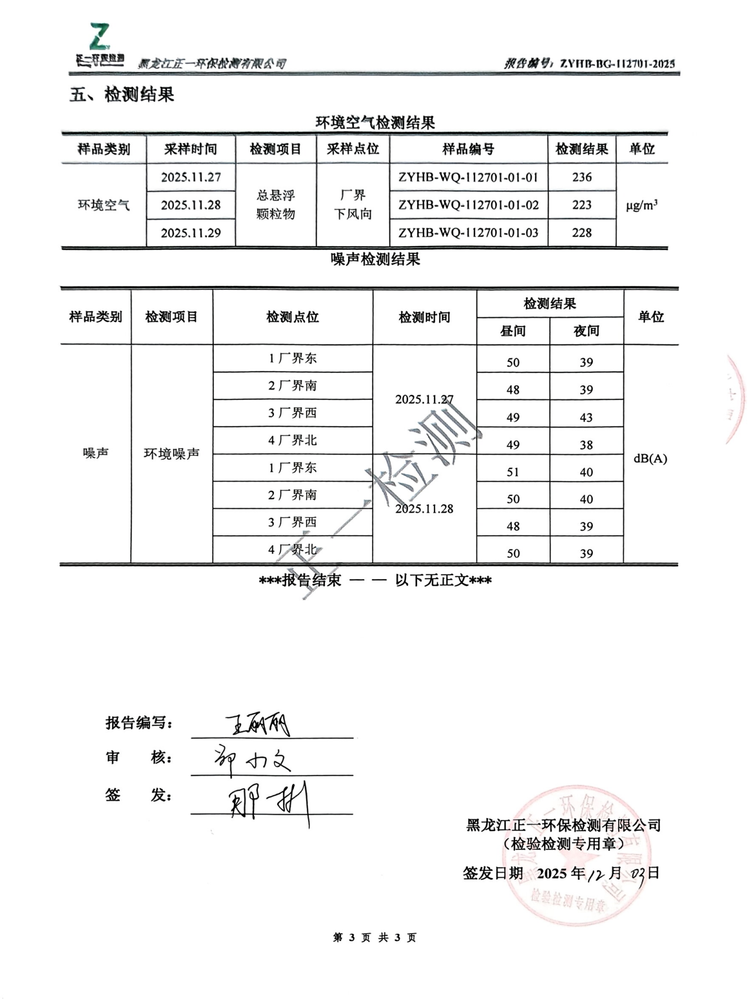 Z
正一环保检测
黑龙江正一环保检测有限公司 报告编号：ZYHB-BG-112701-2025
五、检测结果
环境空气检测结果
样品类别 采样时间 检测项目 采样点位 样品编号 检测结果 单位
环境空气 2025.11.27 总悬浮颗粒物 厂界下风向 ZYHB-WQ-112701-01-01 236 μg/m³
2025.11.28 ZYHB-WQ-112701-01-02 223
2025.11.29 ZYHB-WQ-112701-01-03 228
噪声检测结果
样品类别 检测项目 检测点位 检测时间 检测结果 单位
昼间 夜间
噪声 环境噪声 1 厂界东 2025.11.27 50 39 dB(A)
2 厂界南 48 39
3 厂界西 49 43
4 厂界北 49 38
1 厂界东 2025.11.28 51 40
2 厂界南 50 40
3 厂界西 48 39
4 厂界北 50 39
正一检测
***报告结束 — — 以下无正文***
报告编写： 王丽丽
审 核： 小文
签 发： 那彬
黑龙江正一环保检测有限公司
（检验检测专用章）
签发日期 2025 年 12 月 03 日
黑龙江正一环保检测有限公司
检验检测专用章
第 3 页 共 3 页